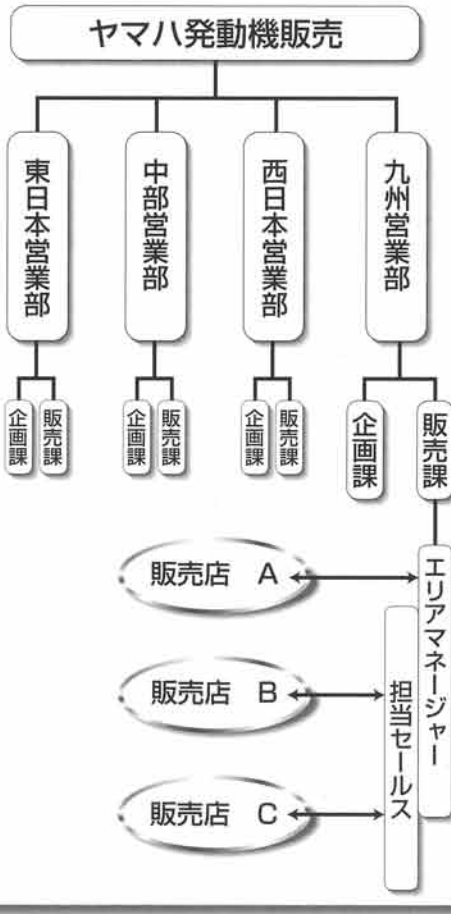 ヤマハ発動機販売
東日本営業部
中部営業部
西日本営業部
九州営業部
企画課
販売課
企画課
販売課
企画課
販売課
企画課
販売課
エリアマネージャー
担当セールス
販売店 A
販売店 B
販売店 C